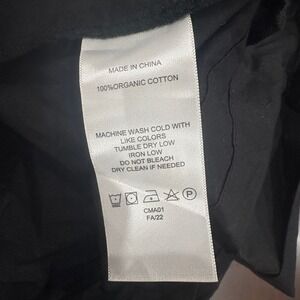 MADE IN CHINA
100%ORGANIC COTTON
MACHINE WASH COLD WITH
LIKE COLORS
TUMBLE DRY LOW
IRON LOW
DO NOT BLEACH
DRY CLEAN IF NEEDED
P
CMA01
FA/22